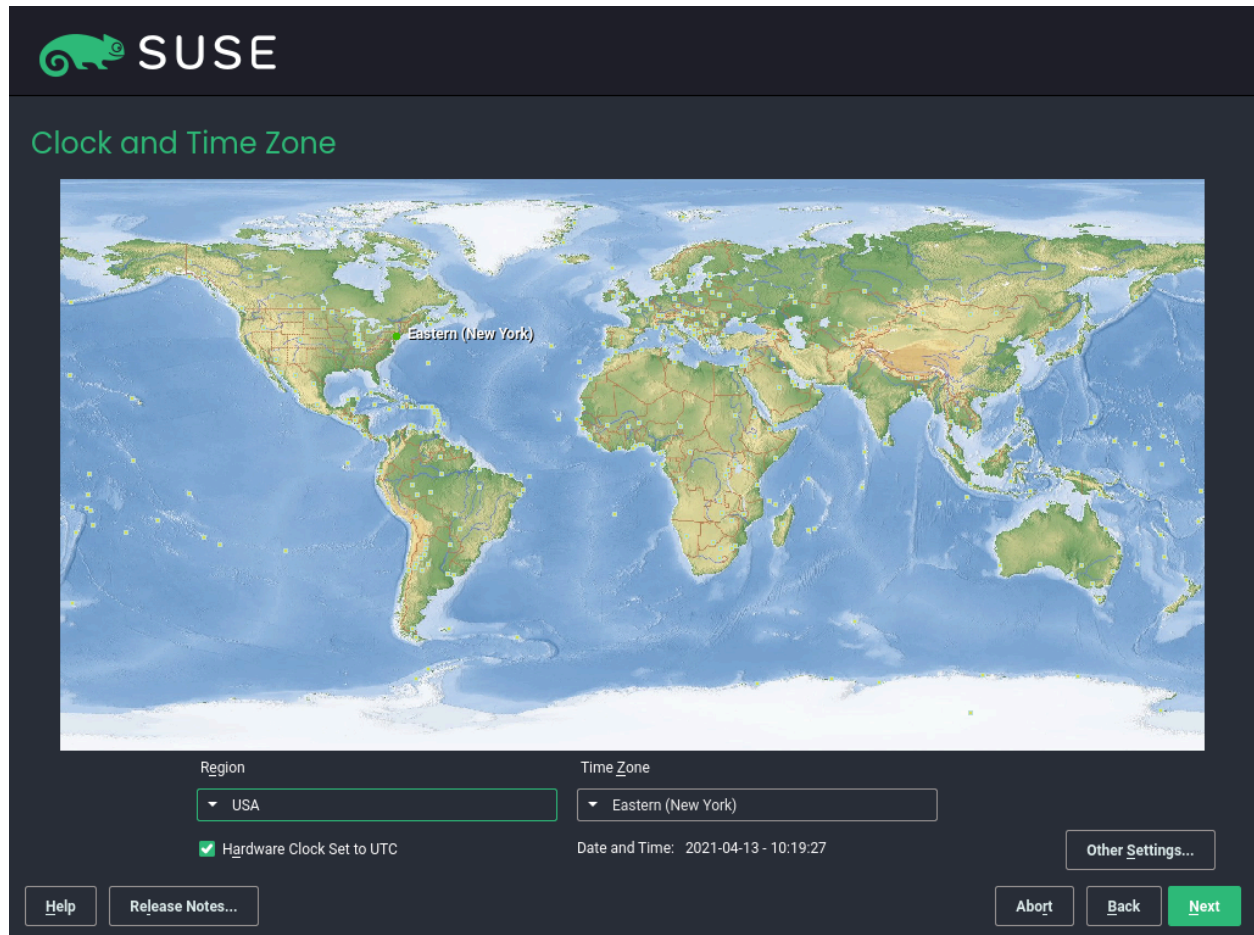 SUSE
Clock and Time Zone
Eastern (New York)
Region
Time Zone
USA
Eastern (New York)
Hardware Clock Set to UTC
Date and Time: 2021-04-13 - 10:19:27
Other Settings...
Help
Release Notes...
Abort
Back
Next